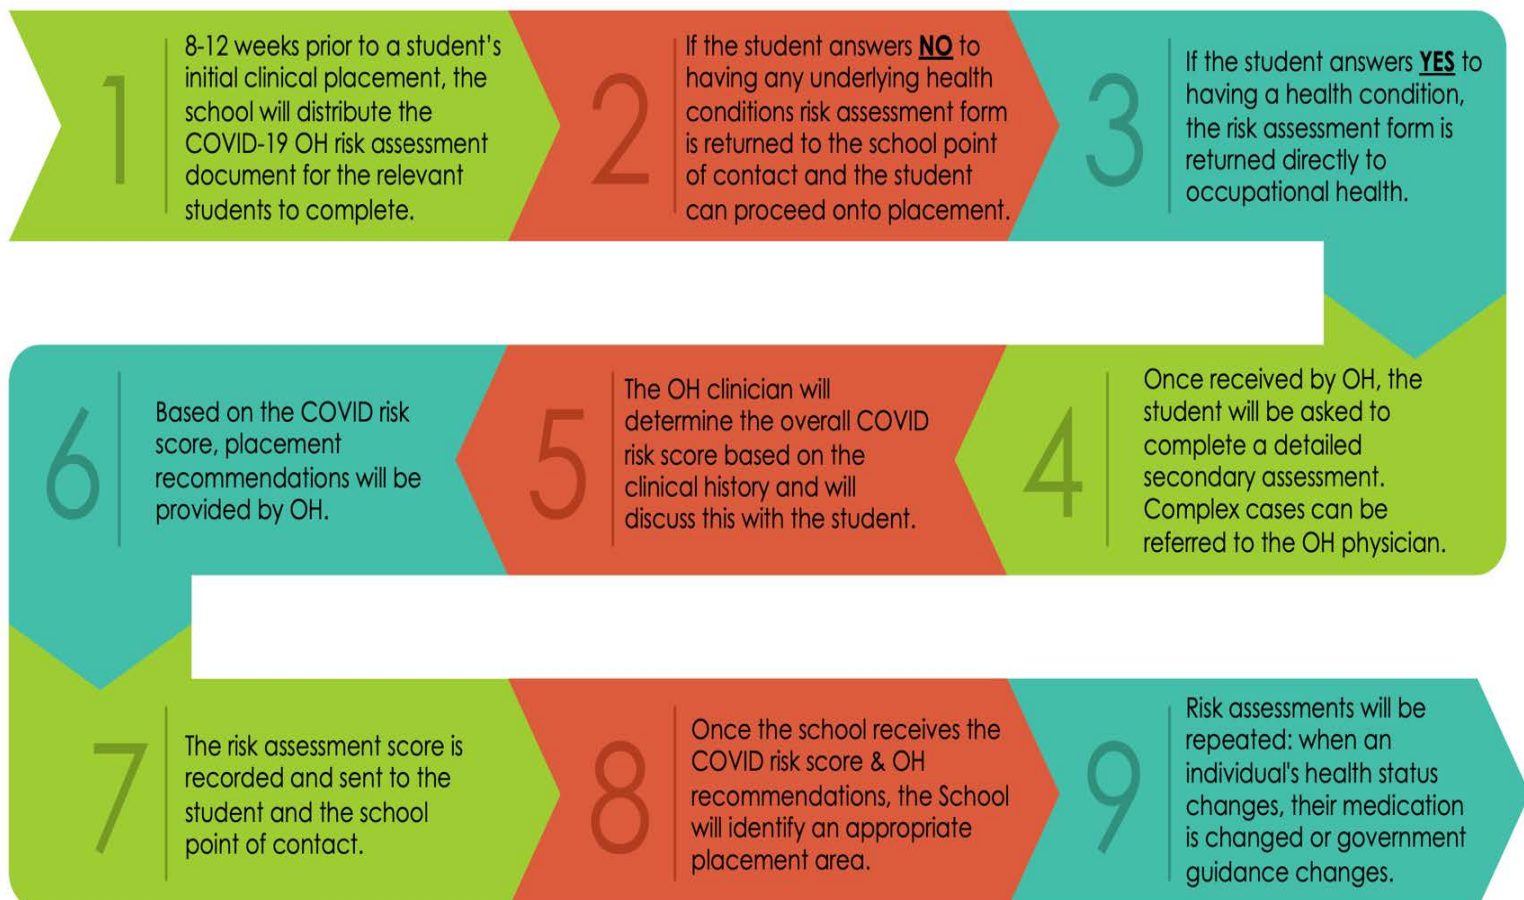 1
8-12 weeks prior to a student's
initial clinical placement, the
school will distribute the
COVID-19 OH risk assessment
document for the relevant
students to complete.
2
If the student answers NO to
having any underlying health
conditions risk assessment form
is returned to the school point
of contact and the student
can proceed onto placement.
3
If the student answers YES to
having a health condition,
the risk assessment form is
returned directly to
occupational health.
4
Once received by OH, the
student will be asked to
complete a detailed
secondary assessment.
Complex cases can be
referred to the OH physician.
5
The OH clinician will
determine the overall COVID
risk score based on the
clinical history and will
discuss this with the student.
6
Based on the COVID risk
score, placement
recommendations will be
provided by OH.
7
The risk assessment score is
recorded and sent to the
student and the school
point of contact.
8
Once the school receives the
COVID risk score & OH
recommendations, the School
will identify an appropriate
placement area.
9
Risk assessments will be
repeated: when an
individual's health status
changes, their medication
is changed or government
guidance changes.